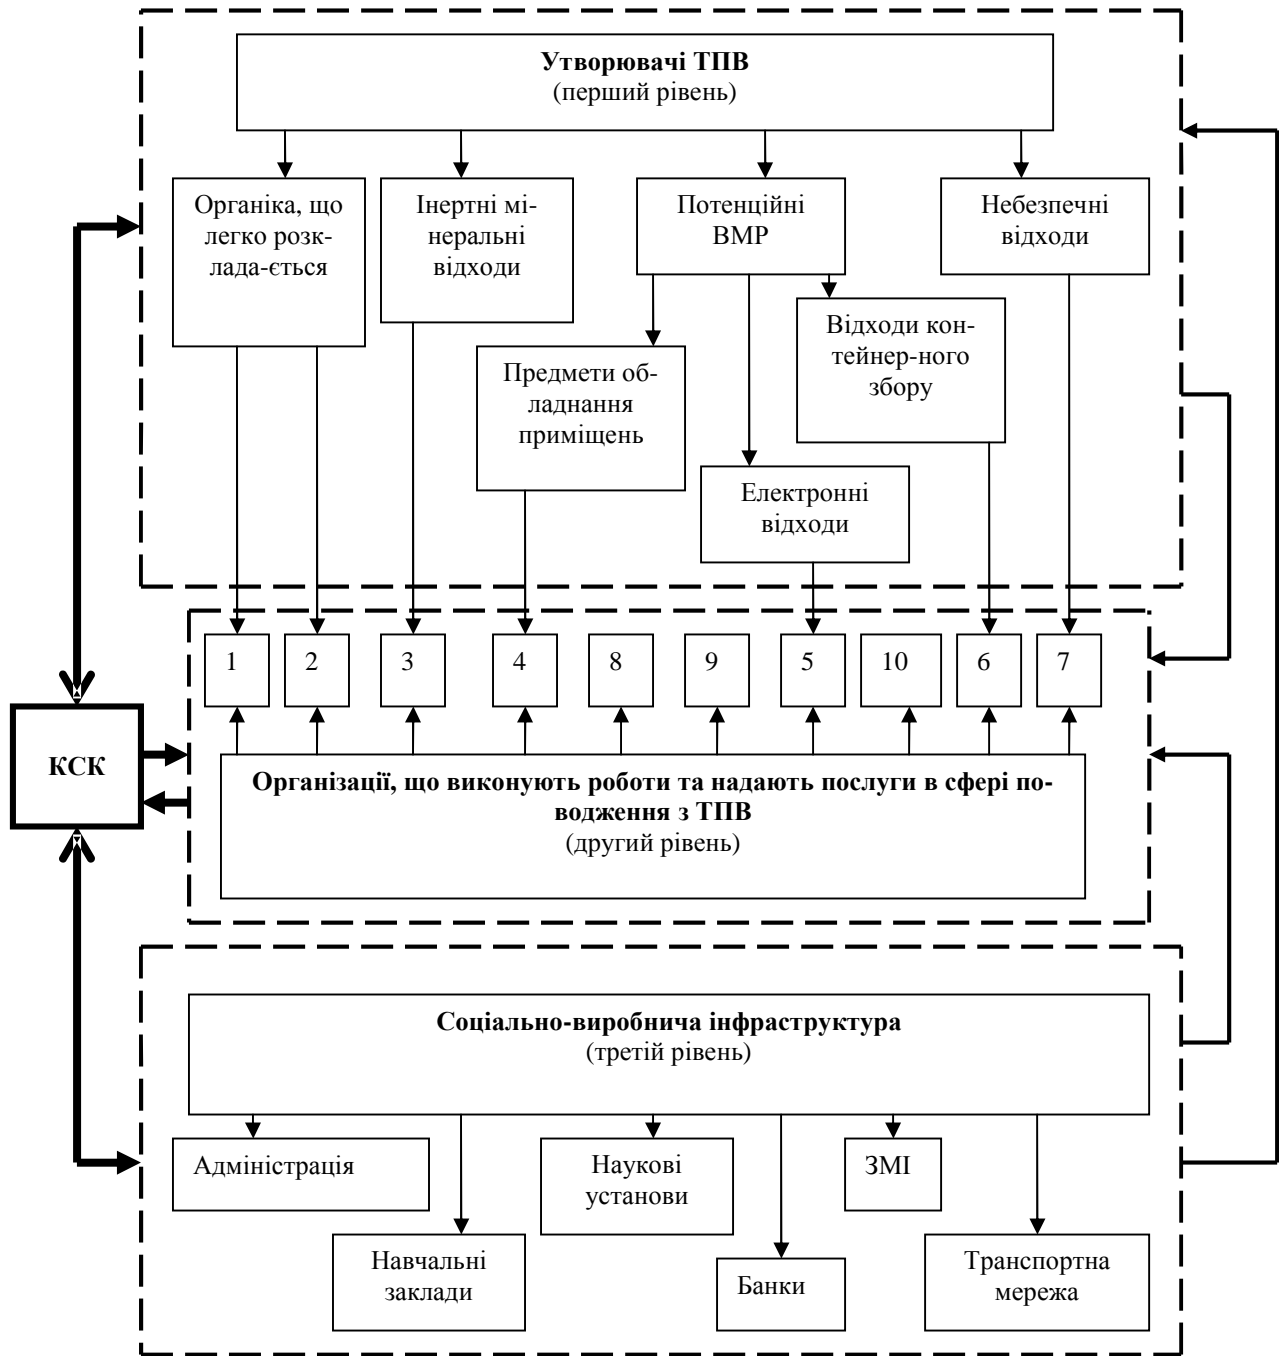 Утворювачі ТПВ
(перший рівень)
Органіка, що
легко розк-
лада-ється
Інертні мі-
неральні
відходи
Потенційні
ВМР
Небезпечні
відходи
Відходи кон-
тейнер-ного
збору
Предмети об-
ладнання
приміщень
Електронні
відходи
1
2
3
4
8
9
5
10
6
7
КСК
Організації, що виконують роботи та надають послуги в сфері по-
водження з ТПВ
(другий рівень)
Соціально-виробнича інфраструктура
(третій рівень)
Адміністрація
Наукові
установи
ЗМІ
Навчальні
заклади
Банки
Транспортна
мережа